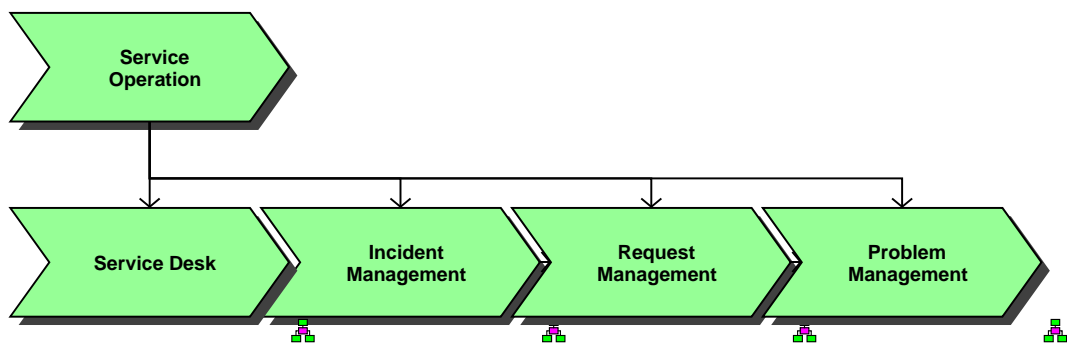 Service
Operation
Service Desk
Incident
Management
Request
Management
Problem
Management